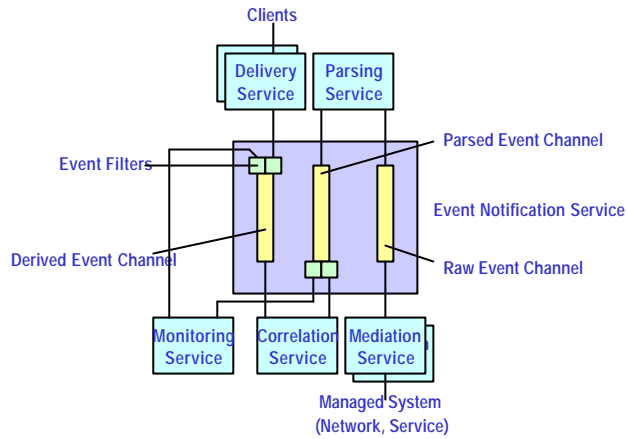 Clients
Delivery
Service
Parsing
Service
Parsed Event Channel
Event Filters
Event Notification Service
Derived Event Channel
Raw Event Channel
Monitoring
Service
Correlation
Service
Mediation
Service
Managed System
(Network, Service)